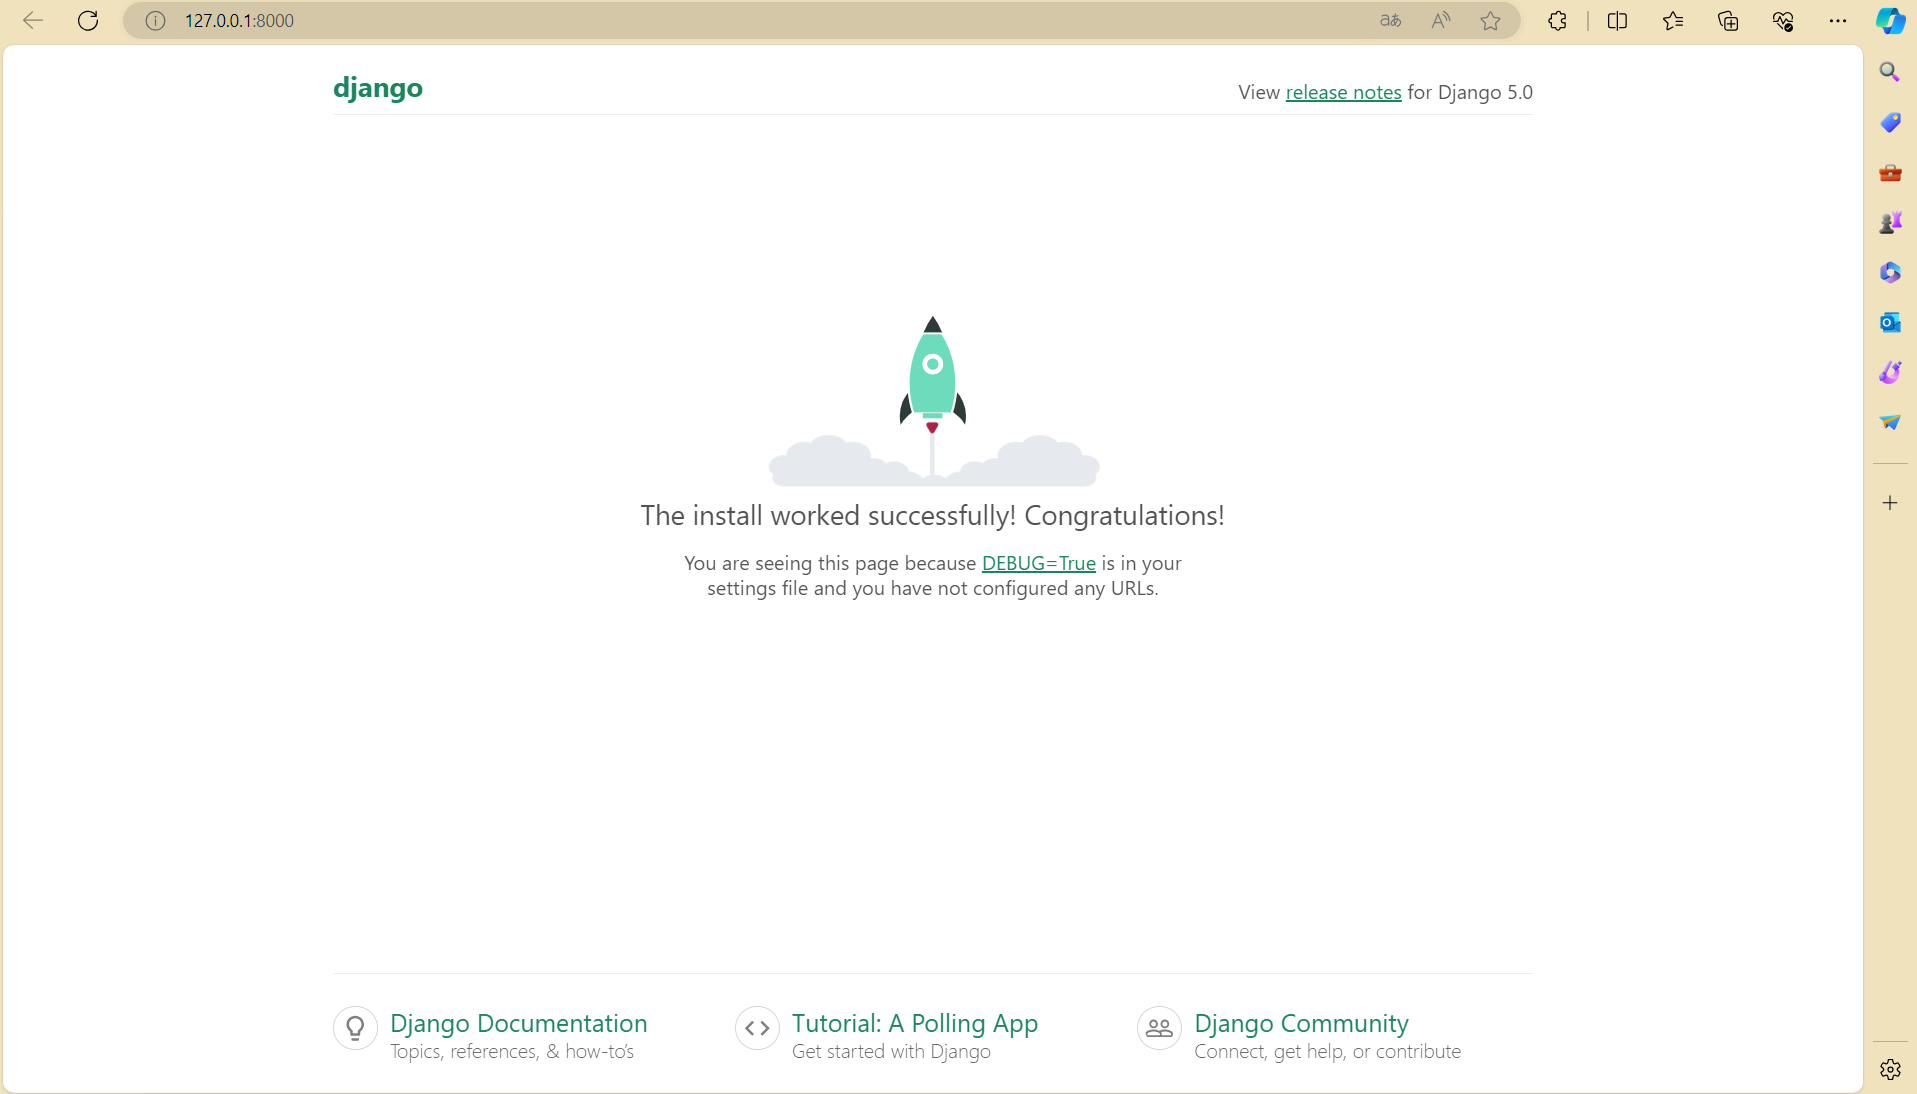 127.0.0.1:8000
django
View release notes for Django 5.0
The install worked successfully! Congratulations!
You are seeing this page because DEBUG=True is in your
settings file and you have not configured any URLs.
Django Documentation
Topics, references, & how-to’s
Tutorial: A Polling App
Get started with Django
Django Community
Connect, get help, or contribute